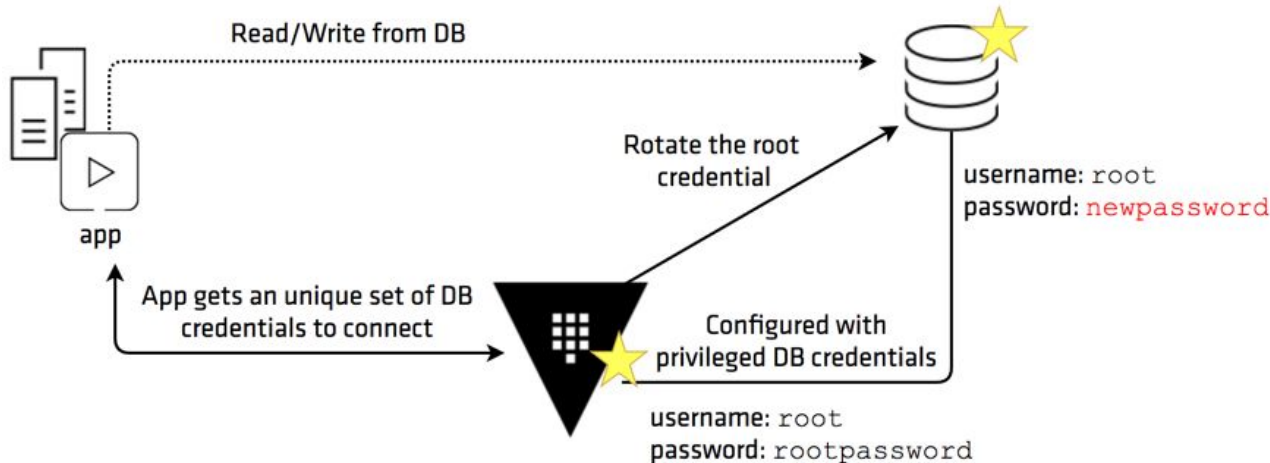 Read/Write from DB
Rotate the root
credential
username: root
password: newpassword
app
App gets an unique set of DB
credentials to connect
Configured with
privileged DB credentials
username: root
password: rootpassword